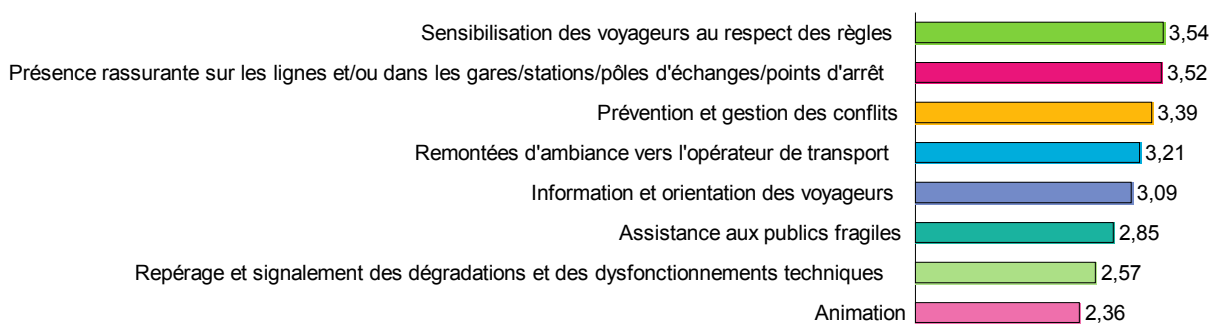 Sensibilisation des voyageurs au respect des règles 3,54
Présence rassurante sur les lignes et/ou dans les gares/stations/pôles d'échanges/points d'arrêt 3,52
Prévention et gestion des conflits 3,39
Remontées d'ambiance vers l'opérateur de transport 3,21
Information et orientation des voyageurs 3,09
Assistance aux publics fragiles 2,85
Repérage et signalement des dégradations et des dysfonctionnements techniques 2,57
Animation 2,36